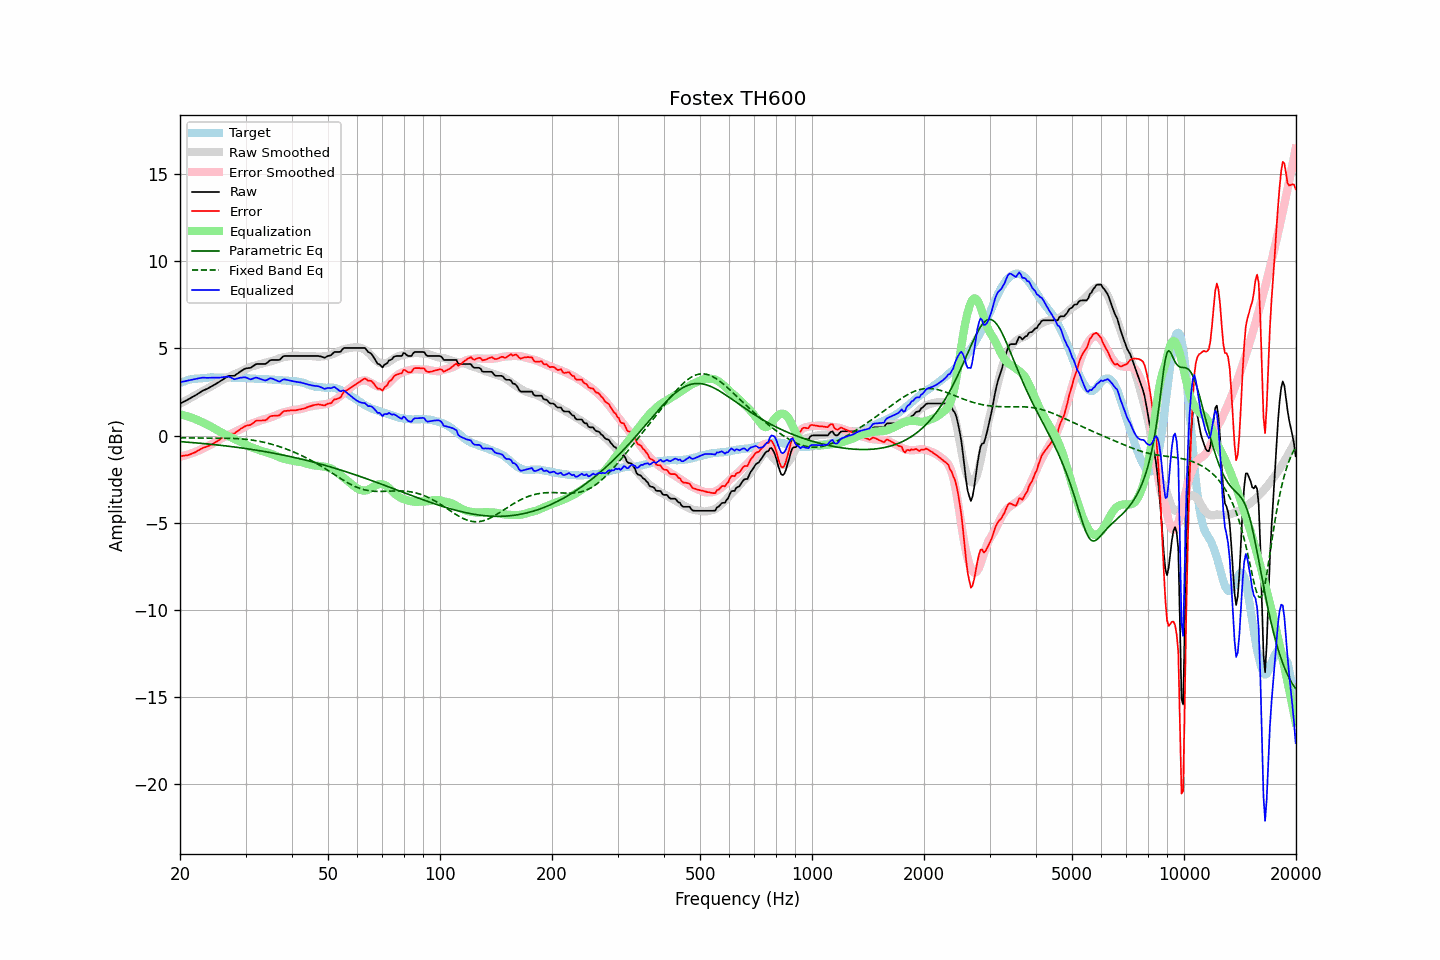 Fostex TH600
Target
Raw Smoothed
Error Smoothed
Raw
Error
Equalization
Parametric Eq
Fixed Band Eq
Equalized
Amplitude (dBr)
15
10
5
0
−5
−10
−15
−20
20
50
100
200
500
1000
2000
5000
10000
20000
Frequency (Hz)